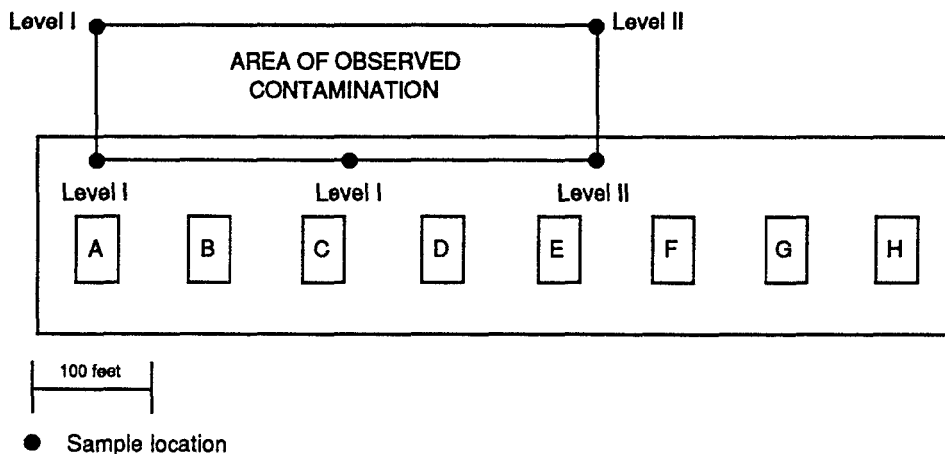 Level I
Level II
AREA OF OBSERVED
CONTAMINATION
Level I
Level I
Level II
A
B
C
D
E
F
G
H
100 feet
Sample location